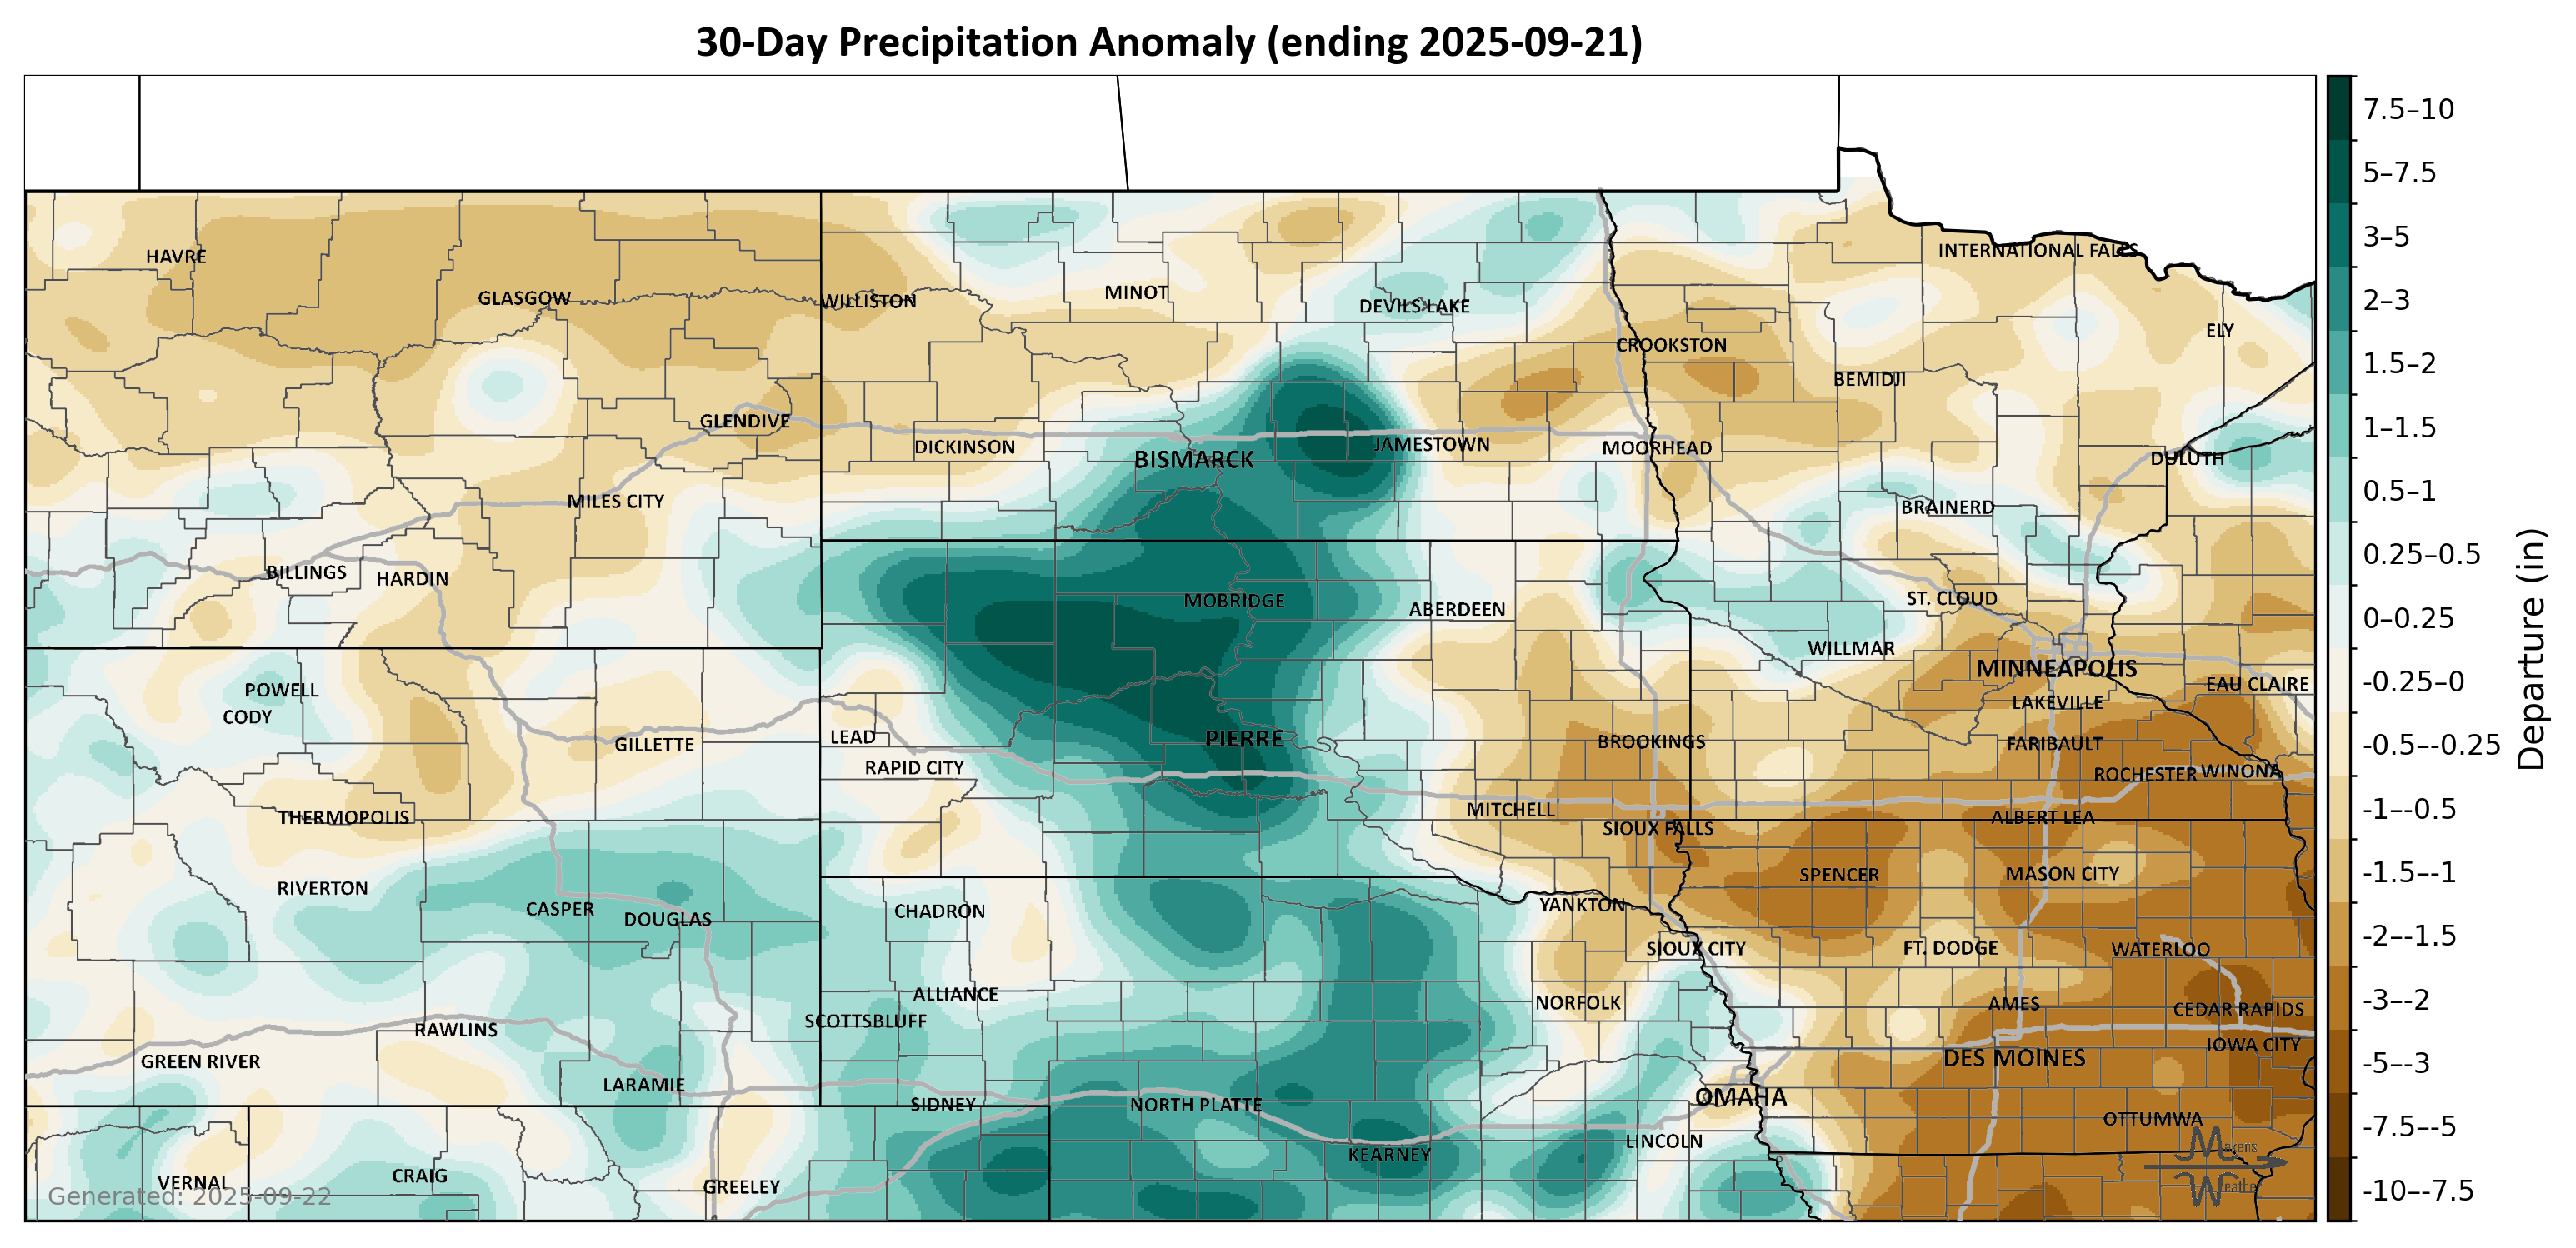 30-Day Precipitation Anomaly (ending 2025-09-21)
7.5–10
5–7.5
3–5
2–3
1.5–2
1–1.5
0.5–1
0.25–0.5
0–0.25
-0.25–0
-0.5–-0.25
-1–-0.5
-1.5–-1
-2–-1.5
-3–-2
-5–-3
-7.5–-5
-10–-7.5
Departure (in)
HAVRE
INTERNATIONAL FALLS
GLASGOW
WILLISTON
MINOT
DEVILS LAKE
ELY
CROOKSTON
BEMIDJI
GLENDIVE
DICKINSON
BISMARCK
JAMESTOWN
MOORHEAD
DULUTH
MILES CITY
BRAINERD
BILLINGS
HARDIN
MOBRIDGE
ABERDEEN
ST. CLOUD
WILLMAR
MINNEAPOLIS
EAU CLAIRE
POWELL
CODY
LAKEVILLE
GILLETTE
LEAD
PIERRE
BROOKINGS
FARIBAULT
RAPID CITY
ROCHESTER
WINONA
THERMOPOLIS
MITCHELL
SIOUX FALLS
ALBERT LEA
RIVERTON
SPENCER
MASON CITY
CASPER
DOUGLAS
CHADRON
YANKTON
SIOUX CITY
FT. DODGE
WATERLOO
ALLIANCE
NORFOLK
AMES
CEDAR RAPIDS
SCOTTSBLUFF
RAWLINS
IOWA CITY
GREEN RIVER
DES MOINES
LARAMIE
OMAHA
SIDNEY
NORTH PLATTE
OTTUMWA
LINCOLN
KEARNEY
VERNAL
CRAIG
GREELEY
Generated: 2025-09-22
Makens
Weather